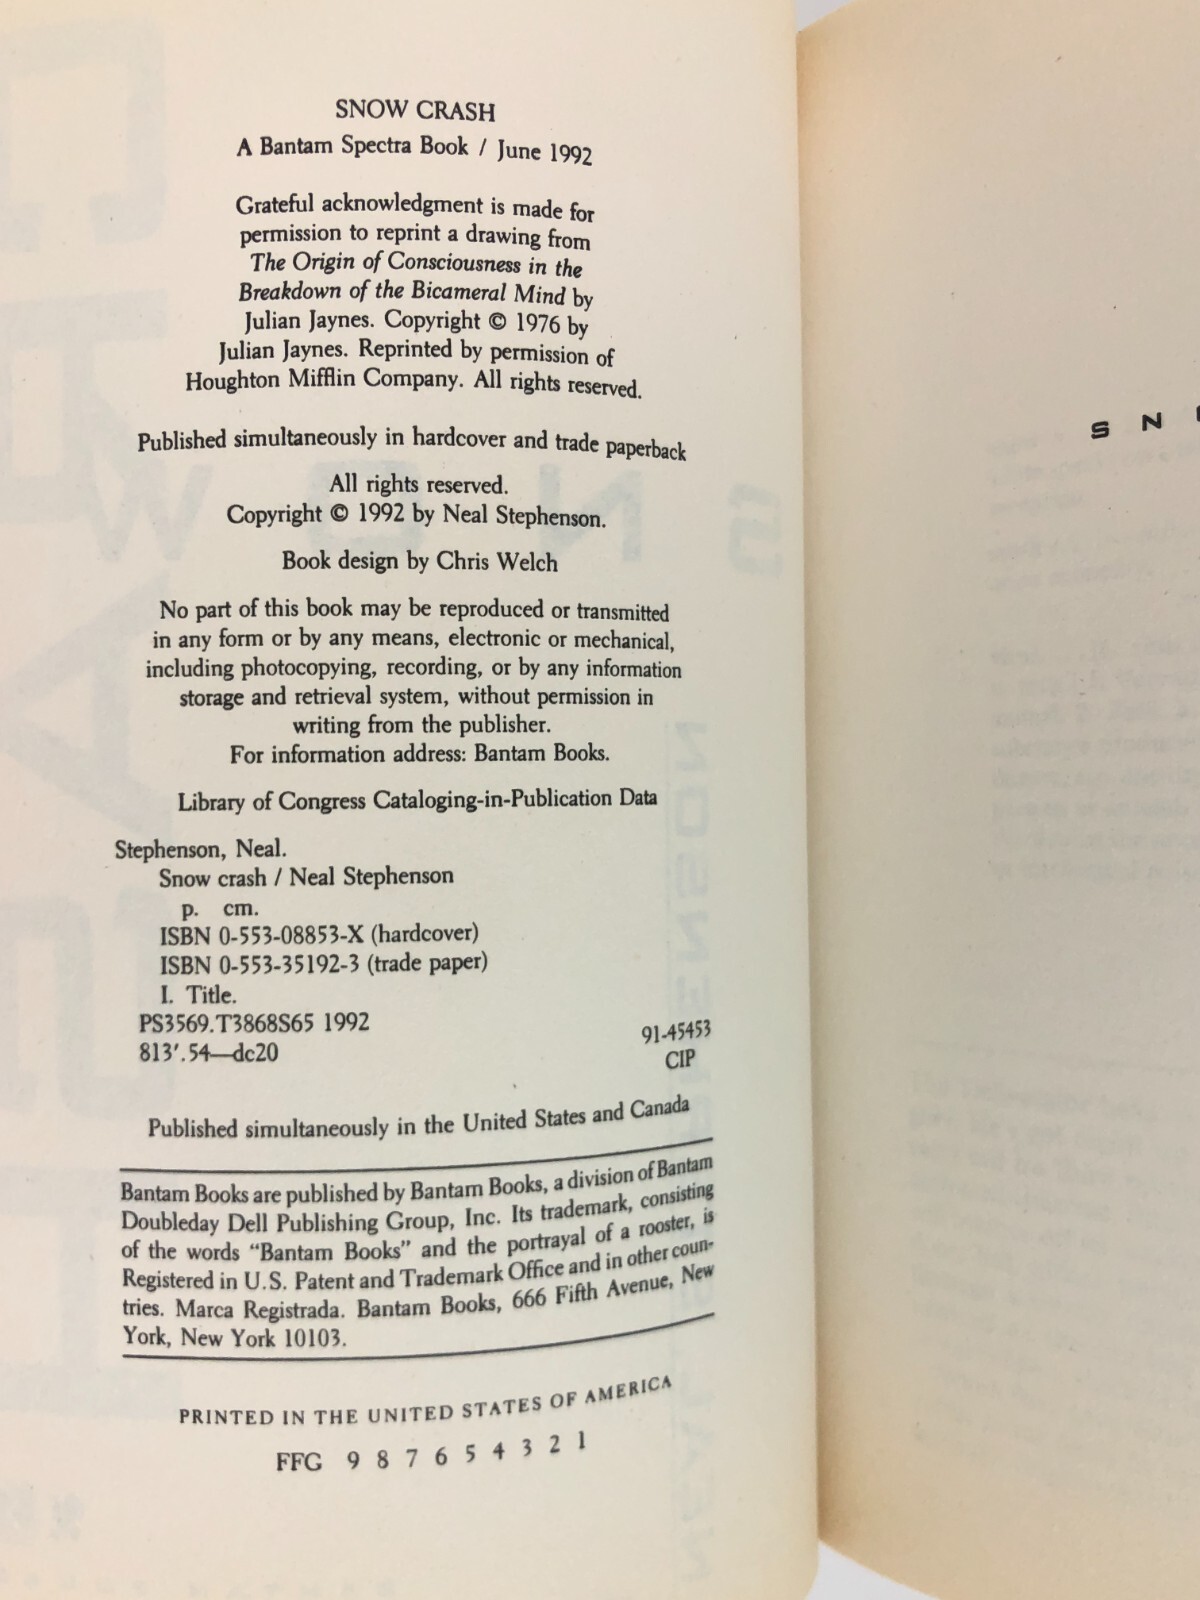 SNOW CRASH
A Bantam Spectra Book / June 1992
Grateful acknowledgment is made for
permission to reprint a drawing from
The Origin of Consciousness in the
Breakdown of the Bicameral Mind by
Julian Jaynes. Copyright © 1976 by
Julian Jaynes. Reprinted by permission of
Houghton Mifflin Company. All rights reserved.
Published simultaneously in hardcover and trade paperback
All rights reserved.
Copyright © 1992 by Neal Stephenson.
Book design by Chris Welch
No part of this book may be reproduced or transmitted
in any form or by any means, electronic or mechanical,
including photocopying, recording, or by any information
storage and retrieval system, without permission in
writing from the publisher.
For information address: Bantam Books.
Library of Congress Cataloging-in-Publication Data
Stephenson, Neal.
Snow crash / Neal Stephenson
p. cm.
ISBN 0-553-08853-X (hardcover)
ISBN 0-553-35192-3 (trade paper)
I. Title.
PS3569.T3868S65 1992
813'.54—dc20
91-45453
CIP
Published simultaneously in the United States and Canada
Bantam Books are published by Bantam Books, a division of Bantam
Doubleday Dell Publishing Group, Inc. Its trademark, consisting
of the words "Bantam Books" and the portrayal of a rooster, is
Registered in U.S. Patent and Trademark Office and in other coun-
tries. Marca Registrada. Bantam Books, 666 Fifth Avenue, New
York, New York 10103.
PRINTED IN THE UNITED STATES OF AMERICA
FFG 9 8 7 6 5 4 3 2 1
S N